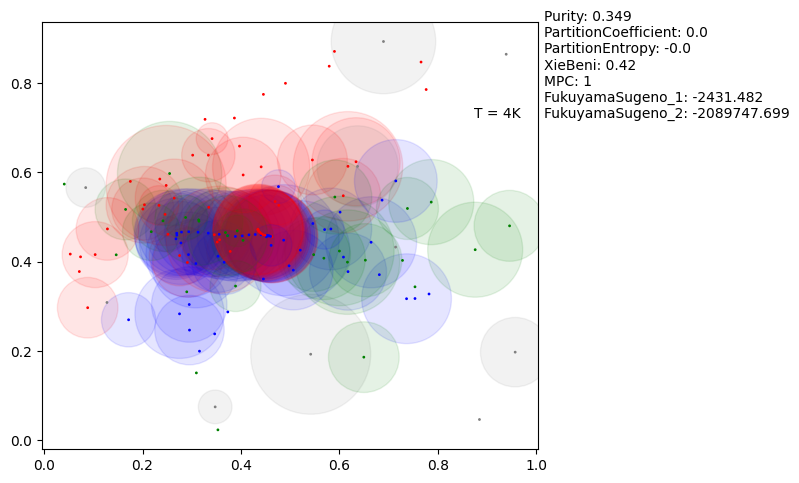 Purity: 0.349
PartitionCoefficient: 0.0
PartitionEntropy: -0.0
XieBeni: 0.42
MPC: 1
FukuyamaSugeno_1: -2431.482
FukuyamaSugeno_2: -2089747.699
T = 4K
0.8
0.6
0.4
0.2
0.0
0.0 0.2 0.4 0.6 0.8 1.0